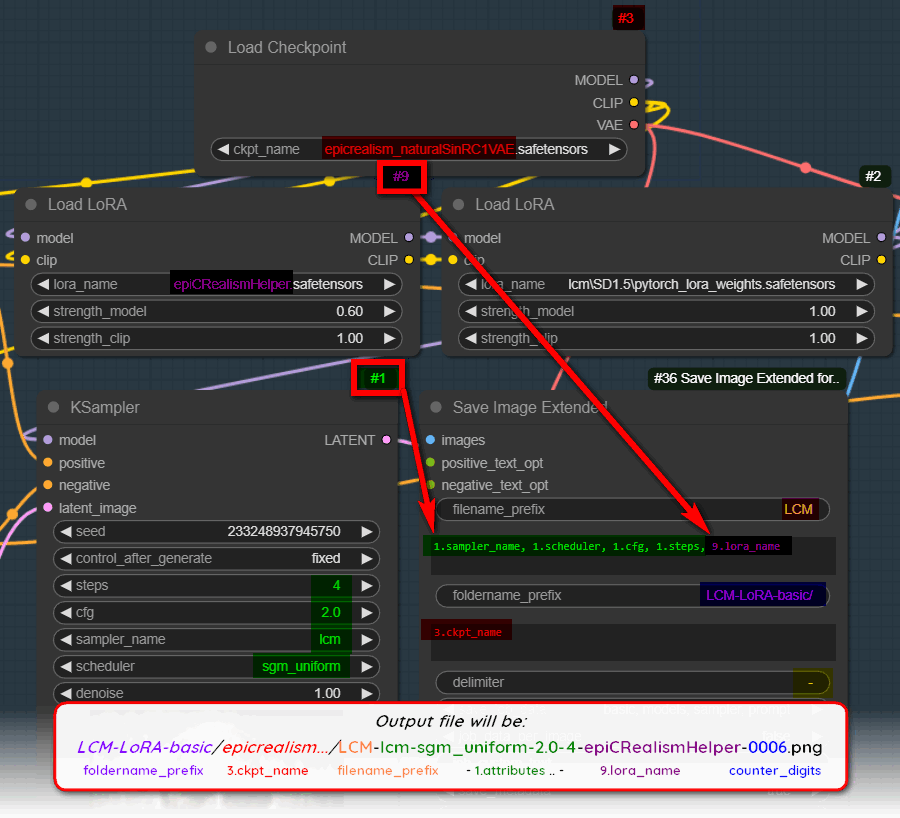 #3
Load Checkpoint
MODEL
CLIP
VAE
ckpt_name epicrealism_naturalSinRC1VAE.safetensors
#9
#2
Load LoRA
model MODEL
clip CLIP
lora_name epiCRealismHelper.safetensors
strength_model 0.60
strength_clip 1.00
Load LoRA
model MODEL
clip CLIP
lora_name lcm\SD1.5\pytorch_lora_weights.safetensors
strength_model 1.00
strength_clip 1.00
#1
#36 Save Image Extended for..
KSampler
model LATENT
positive
negative
latent_image
seed 233248937945750
control_after_generate fixed
steps 4
cfg 2.0
sampler_name lcm
scheduler sgm_uniform
denoise 1.00
Save Image Extended
images
positive_text_opt
negative_text_opt
filename_prefix LCM
1.sampler_name, 1.scheduler, 1.cfg, 1.steps, 9.lora_name
foldername_prefix LCM-LoRA-basic/
3.ckpt_name
delimiter -
Output file will be:
LCM-LoRA-basic/epicrealism.../LCM-lcm-sgm_uniform-2.0-4-epiCRealismHelper-0006.png
foldername_prefix 3.ckpt_name filename_prefix - 1.attributes .. - 9.lora_name counter_digits